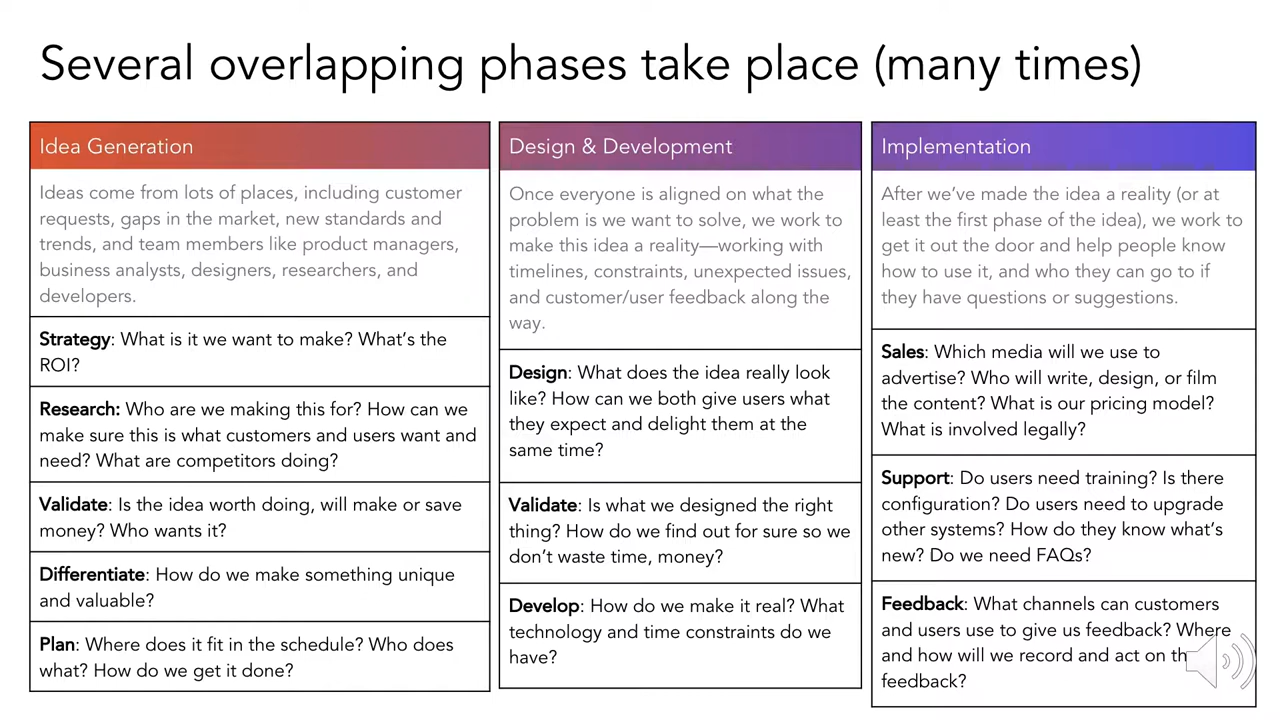 Several overlapping phases take place (many times)
Idea Generation
Ideas come from lots of places, including customer
requests, gaps in the market, new standards and
trends, and team members like product managers,
business analysts, designers, researchers, and
developers.
Strategy: What is it we want to make? What's the
ROI?
Research: Who are we making this for? How can we
make sure this is what customers and users want and
need? What are competitors doing?
Validate: Is the idea worth doing, will make or save
money? Who wants it?
Differentiate: How do we make something unique
and valuable?
Plan: Where does it fit in the schedule? Who does
what? How do we get it done?
Design & Development
Once everyone is aligned on what the
problem is we want to solve, we work to
make this idea a reality—working with
timelines, constraints, unexpected issues,
and customer/user feedback along the
way.
Design: What does the idea really look
like? How can we both give users what
they expect and delight them at the
same time?
Validate: Is what we designed the right
thing? How do we find out for sure so we
don't waste time, money?
Develop: How do we make it real? What
technology and time constraints do we
have?
Implementation
After we've made the idea a reality (or at
least the first phase of the idea), we work to
get it out the door and help people know
how to use it, and who they can go to if
they have questions or suggestions.
Sales: Which media will we use to
advertise? Who will write, design, or film
the content? What is our pricing model?
What is involved legally?
Support: Do users need training? Is there
configuration? Do users need to upgrade
other systems? How do they know what's
new? Do we need FAQs?
Feedback: What channels can customers
and users use to give us feedback? Where
and how will we record and act on
feedback?